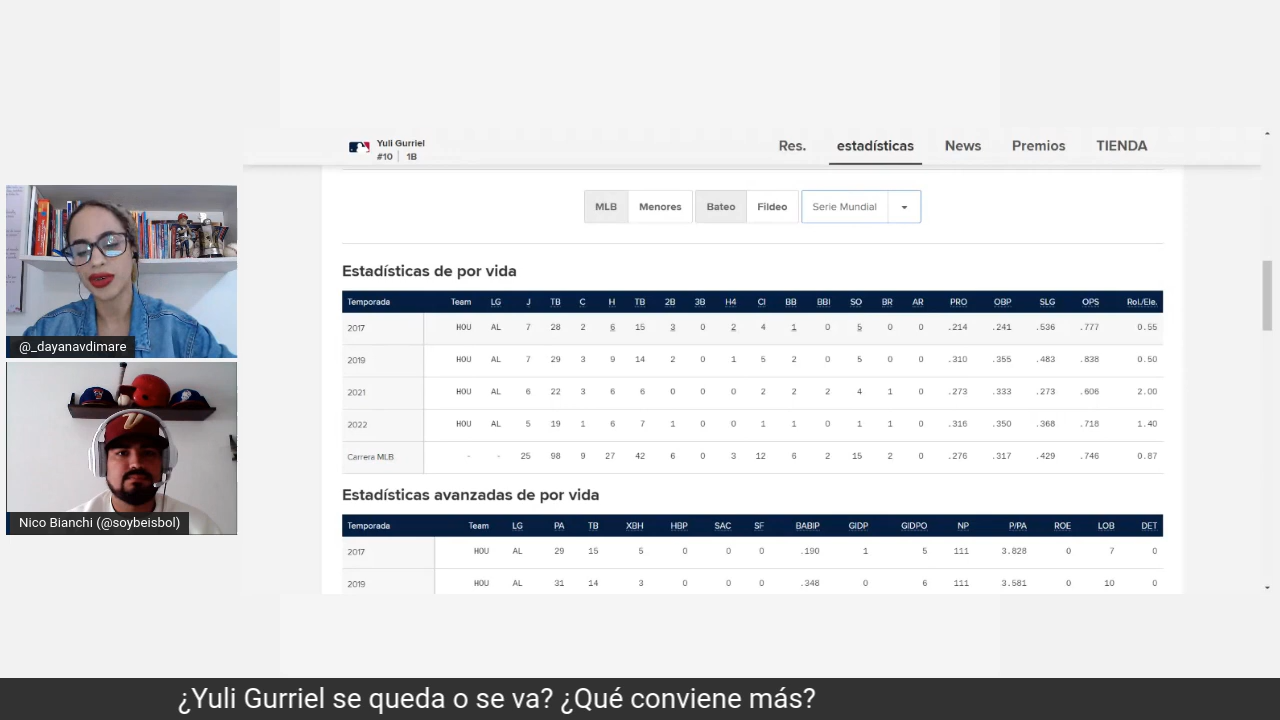 Yuli Gurriel
#10 | 1B
Res. estadísticas News Premios TIENDA
MLB Menores Bateo Fildeo Serie Mundial
Estadísticas de por vida
Temporada Team LG J TB C H TB 2B 3B H4 CI BB BBI SO BR AR PRO OBP SLG OPS Rol./Ele.
2017 HOU AL 7 28 2 6 15 3 0 2 4 1 0 5 0 0 .214 .241 .536 .777 0.55
2019 HOU AL 7 29 3 9 14 2 0 1 5 2 0 5 0 0 .310 .355 .483 .838 0.50
2021 HOU AL 6 22 3 6 6 0 0 0 2 2 2 4 1 0 .273 .333 .273 .606 2.00
2022 HOU AL 5 19 1 6 7 1 0 0 1 1 0 1 1 0 .316 .350 .368 .718 1.40
Carrera MLB - - 25 98 9 27 42 6 0 3 12 6 2 15 2 0 .276 .317 .429 .746 0.87
Estadísticas avanzadas de por vida
Temporada Team LG PA TB XBH HBP SAC SF BABIP GIDP GIDPO NP P/PA ROE LOB DET
2017 HOU AL 29 15 5 0 0 0 .190 1 5 111 3.828 0 7 0
2019 HOU AL 31 14 3 0 0 0 .348 0 6 111 3.581 0 10 0
@_dayanavdimare
Nico Bianchi (@soybeisbol)
¿Yuli Gurriel se queda o se va? ¿Qué conviene más?